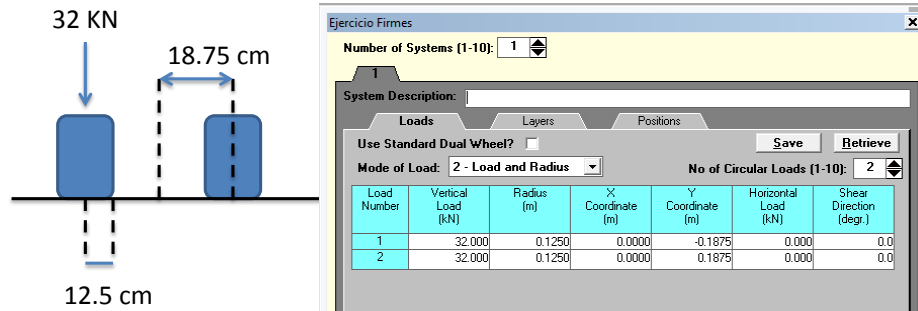 32 KN
18.75 cm
12.5 cm
Ejercicio Firmes
Number of Systems (1-10): 1
1
System Description:
Loads Layers Positions
Use Standard Dual Wheel? Save Retrieve
Mode of Load: 2 - Load and Radius No of Circular Loads (1-10): 2
Load Number Vertical Load (kN) Radius (m) X Coordinate (m) Y Coordinate (m) Horizontal Load (kN) Shear Direction (degr.)
1 32.000 0.1250 0.0000 -0.1875 0.000 0.0
2 32.000 0.1250 0.0000 0.1875 0.000 0.0